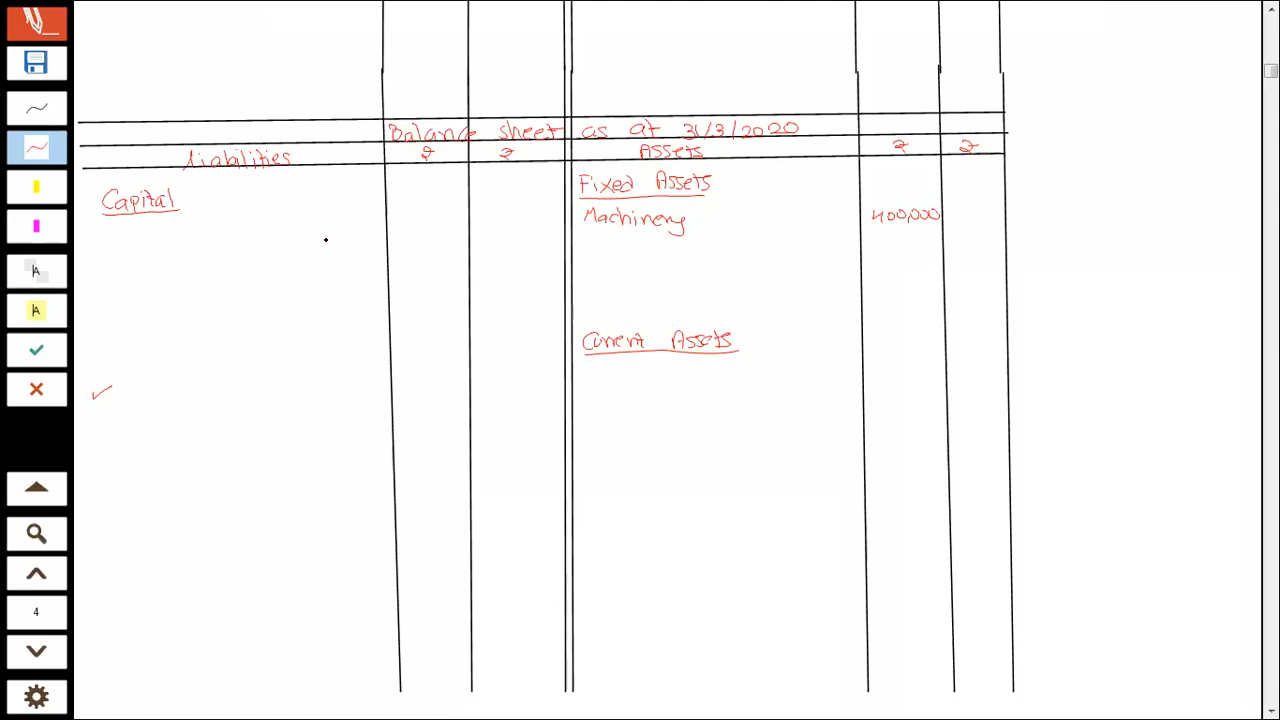 Balance sheet as at 31/3/2020
Liabilities ₹ ₹ Assets ₹ ₹
Capital
Fixed Assets
Machinery 400,000
Current Assets
A
A
4